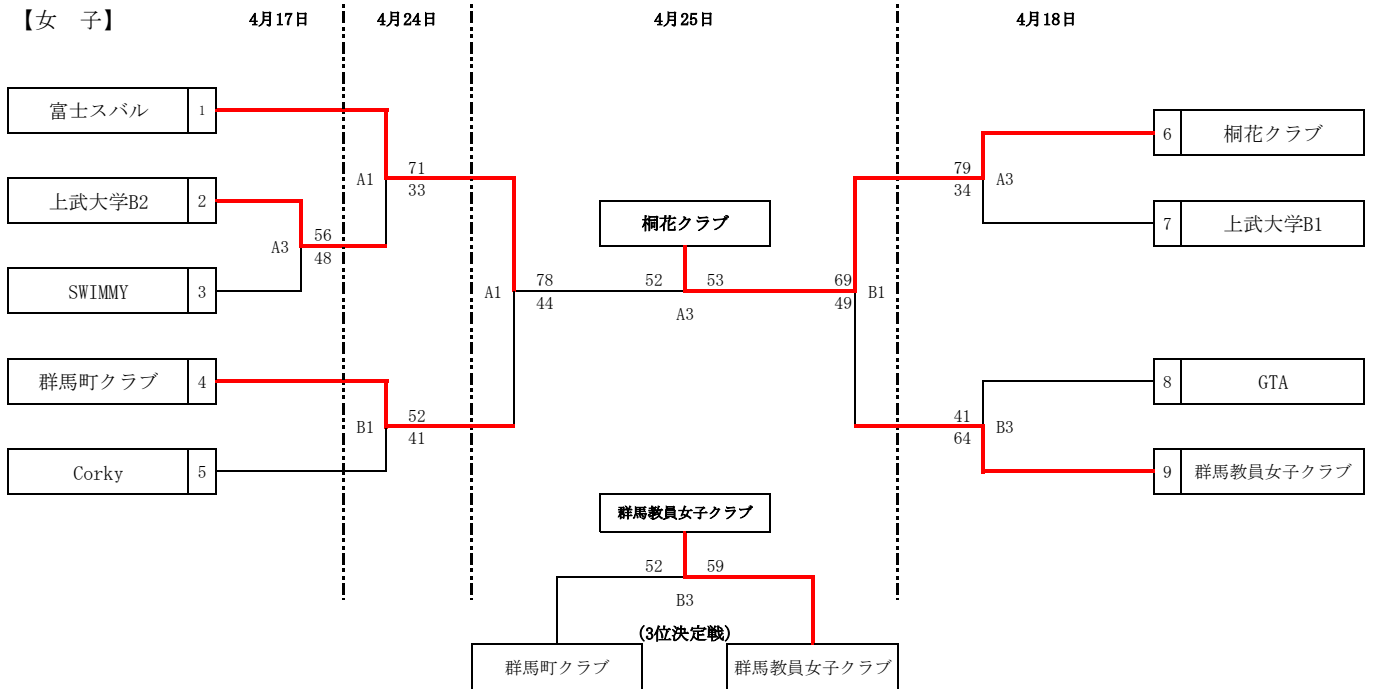 【女　子】 4月17日 4月24日 4月25日 4月18日
富士スバル 1
6 桐花クラブ
A1 71
33
79
34 A3
上武大学B2 2
桐花クラブ
7 上武大学B1
A3 56
48
SWIMMY 3
A1 78
44
52 53
A3
69
49 B1
群馬町クラブ 4
8 GTA
B1 52
41
41
64 B3
Corky 5
9 群馬教員女子クラブ
群馬教員女子クラブ
52 59
B3
(3位決定戦)
群馬町クラブ 群馬教員女子クラブ